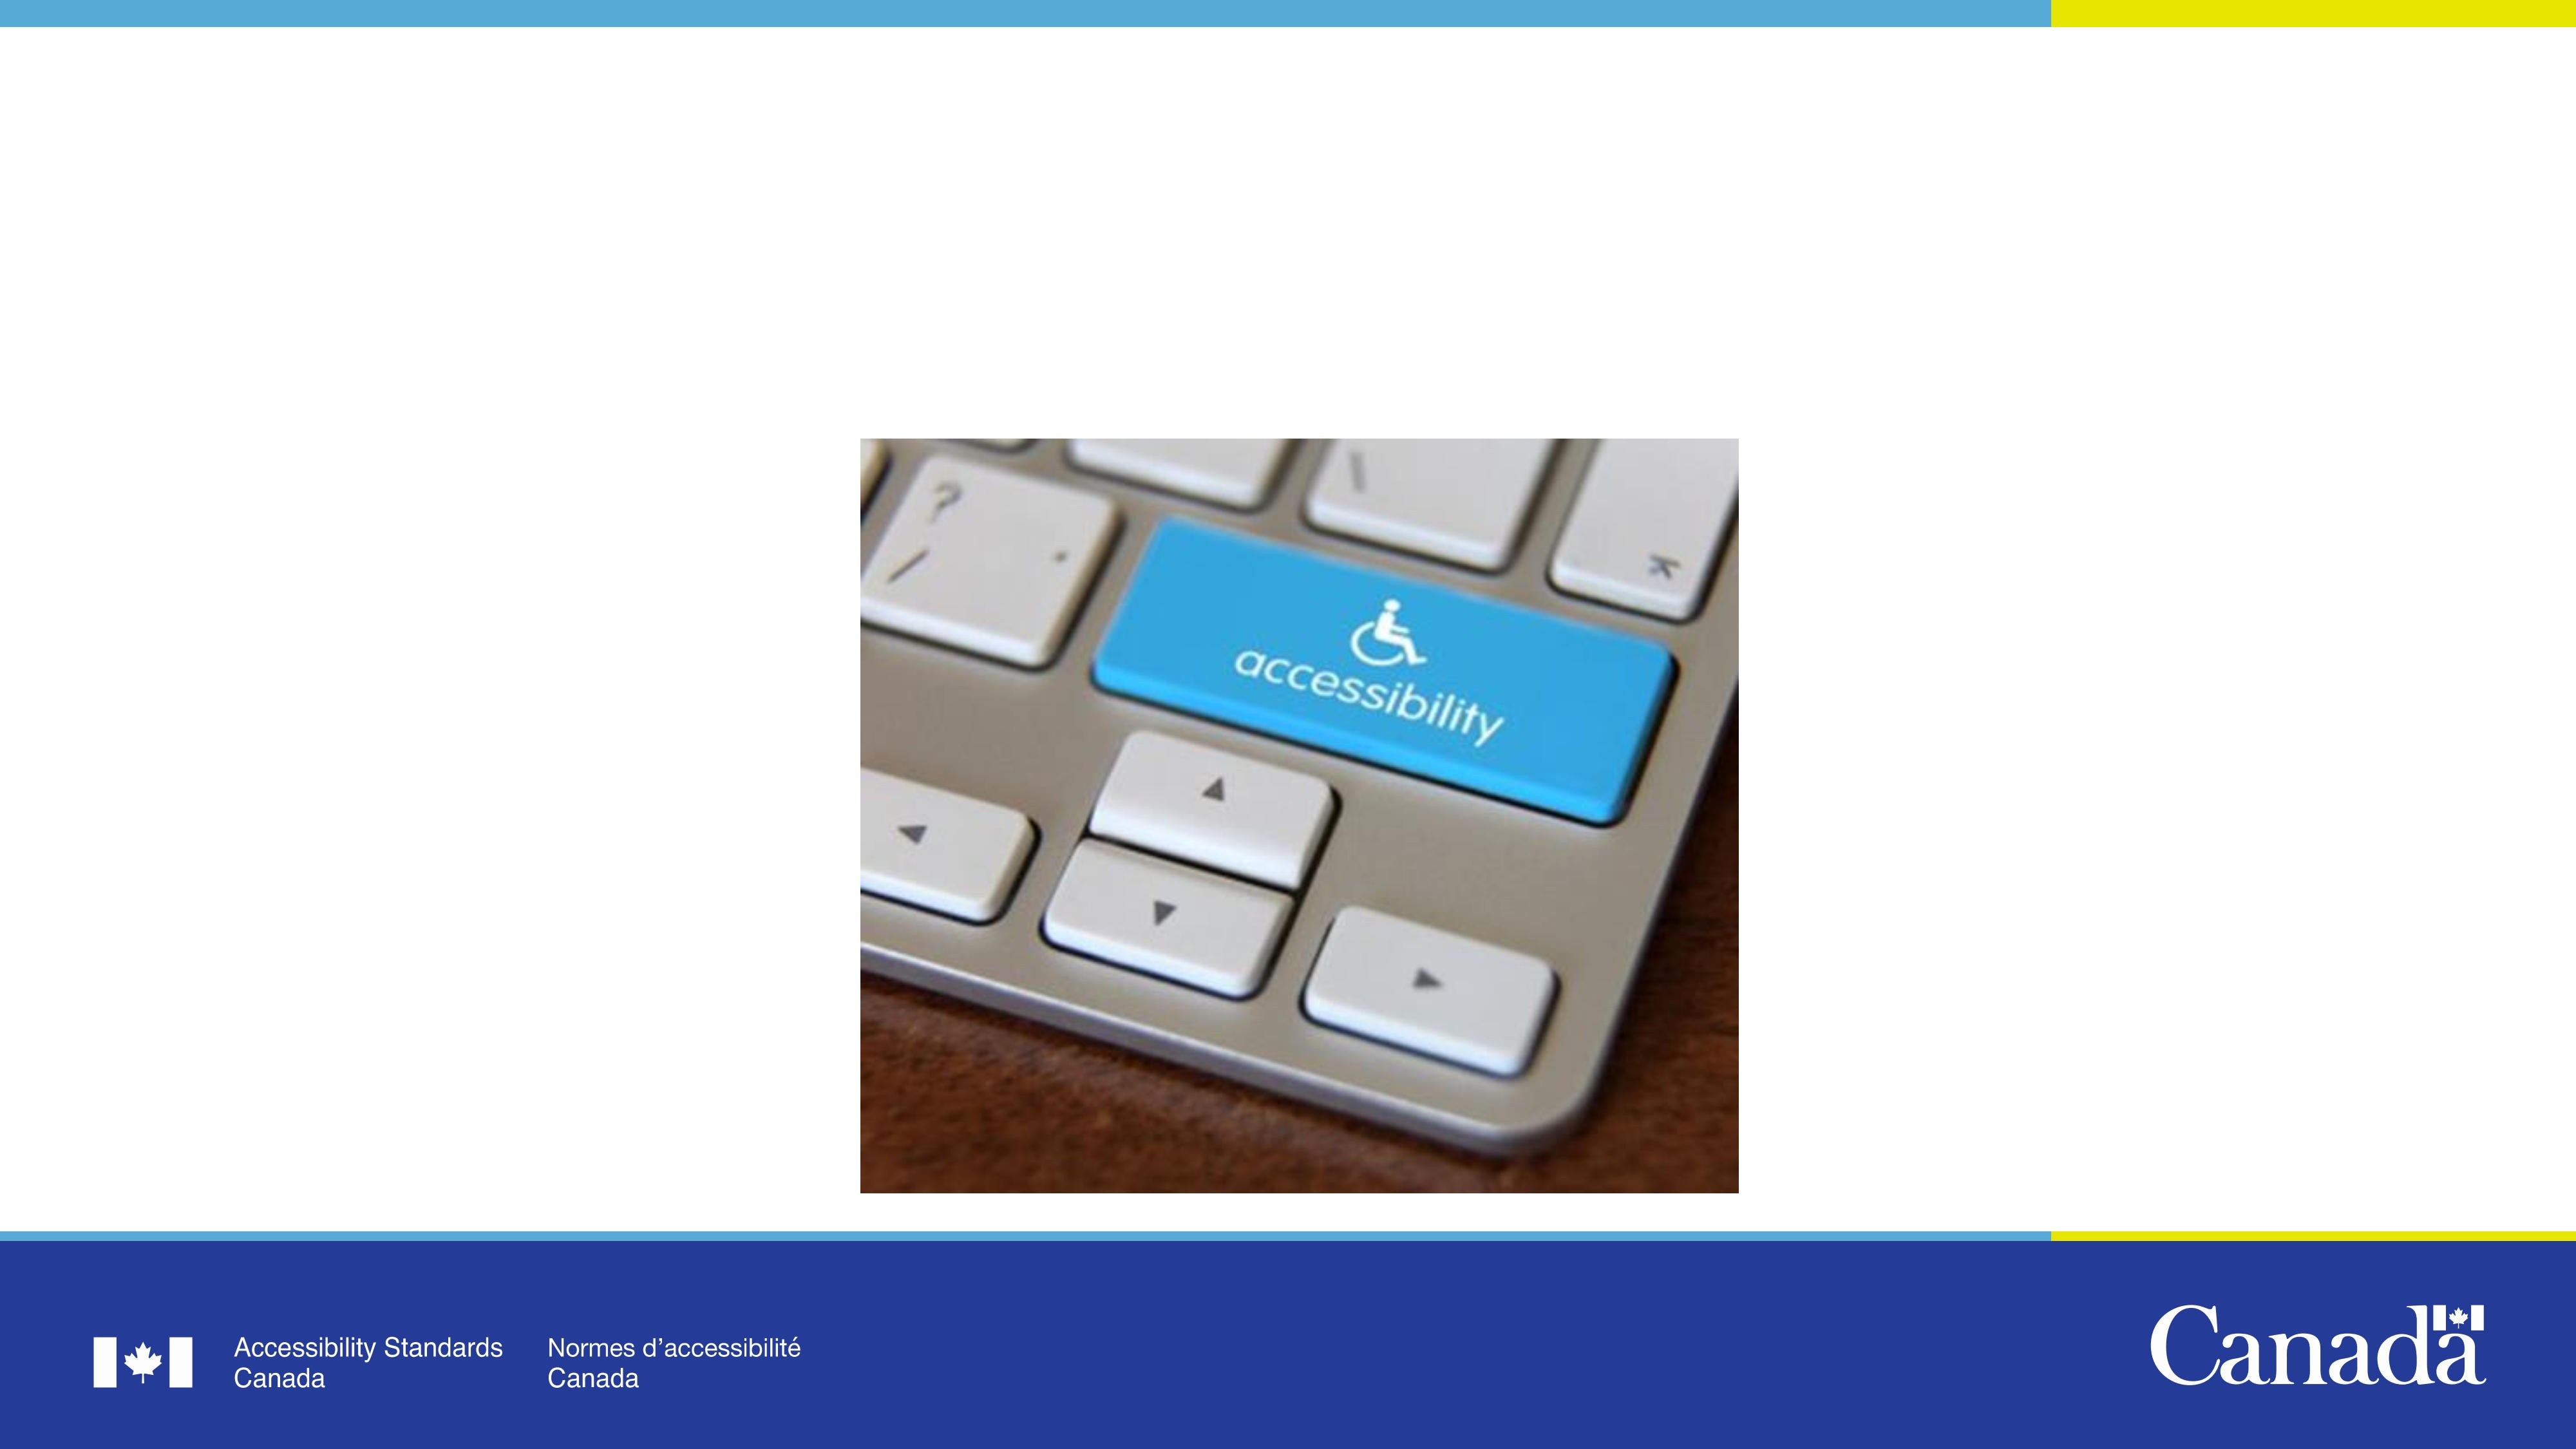 ?
/
\
accessibility
Accessibility Standards
Canada
Normes d'accessibilité
Canada
Canada